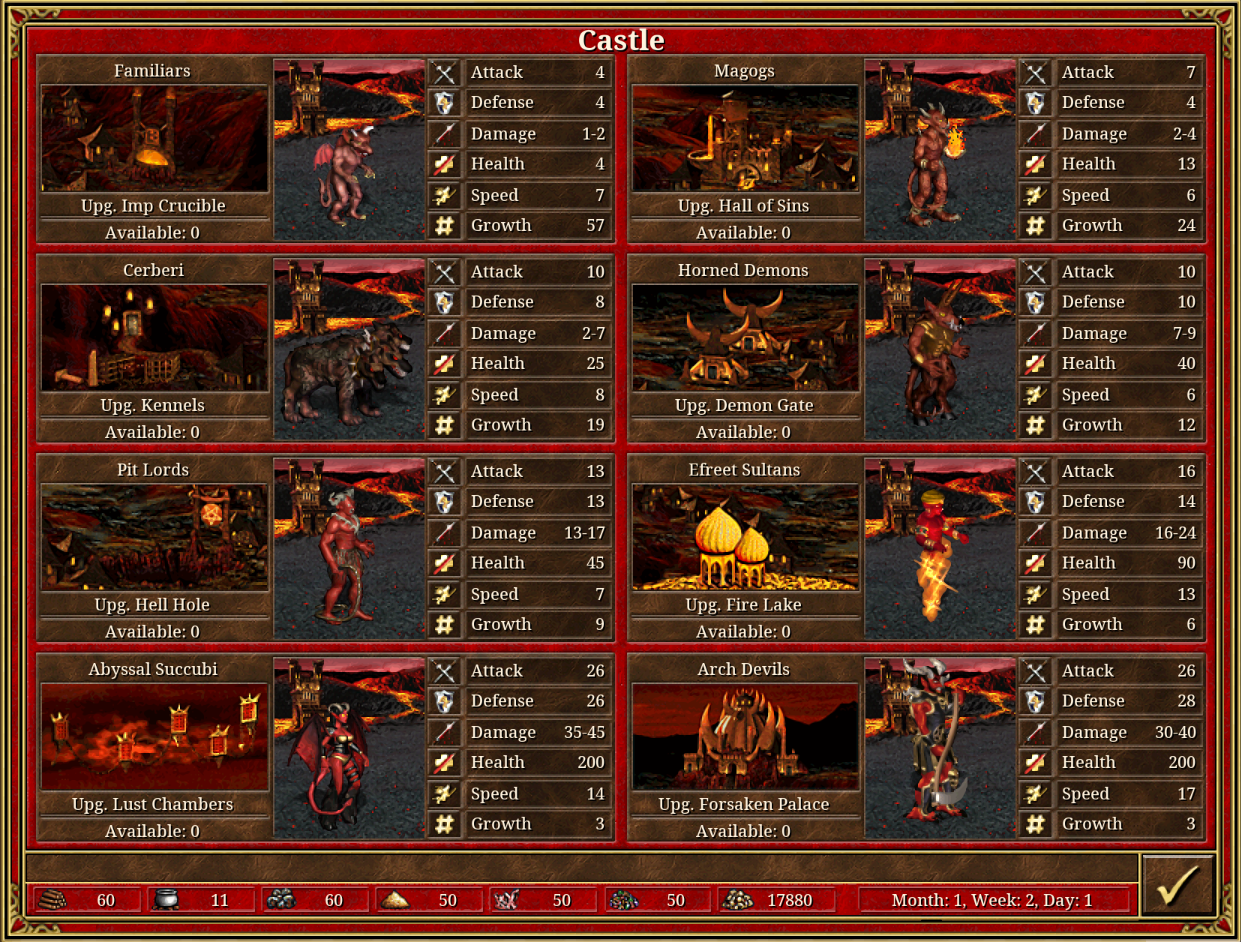 Castle
Familiars
Upg. Imp Crucible
Available: 0
Attack 4
Defense 4
Damage 1-2
Health 4
Speed 7
Growth 57
Magogs
Upg. Hall of Sins
Available: 0
Attack 7
Defense 4
Damage 2-4
Health 13
Speed 6
Growth 24
Cerberi
Upg. Kennels
Available: 0
Attack 10
Defense 8
Damage 2-7
Health 25
Speed 8
Growth 19
Horned Demons
Upg. Demon Gate
Available: 0
Attack 10
Defense 10
Damage 7-9
Health 40
Speed 6
Growth 12
Pit Lords
Upg. Hell Hole
Available: 0
Attack 13
Defense 13
Damage 13-17
Health 45
Speed 7
Growth 9
Efreet Sultans
Upg. Fire Lake
Available: 0
Attack 16
Defense 14
Damage 16-24
Health 90
Speed 13
Growth 6
Abyssal Succubi
Upg. Lust Chambers
Available: 0
Attack 26
Defense 26
Damage 35-45
Health 200
Speed 14
Growth 3
Arch Devils
Upg. Forsaken Palace
Available: 0
Attack 26
Defense 28
Damage 30-40
Health 200
Speed 17
Growth 3
60 11 60 50 50 50 17880 Month: 1, Week: 2, Day: 1